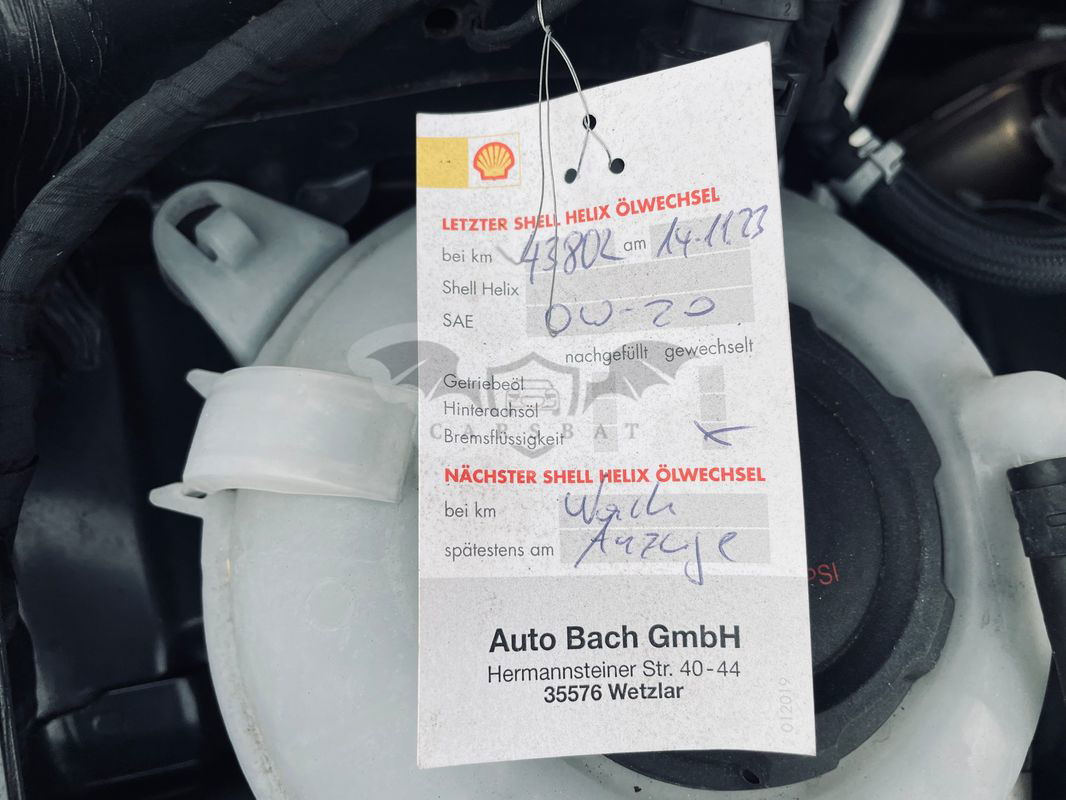 LETZTER SHELL HELIX ÖLWECHSEL
bei km 43802 am 14.11.23
Shell Helix
SAE 0W-20
nachgefüllt gewechselt
Getriebeöl
Hinterachsöl
CARSBAT
Bremsflüssigkeit
NÄCHSTER SHELL HELIX ÖLWECHSEL
bei km Nach
spätestens am Anzeige
PSI
Auto Bach GmbH
Hermannsteiner Str. 40-44
35576 Wetzlar
012019